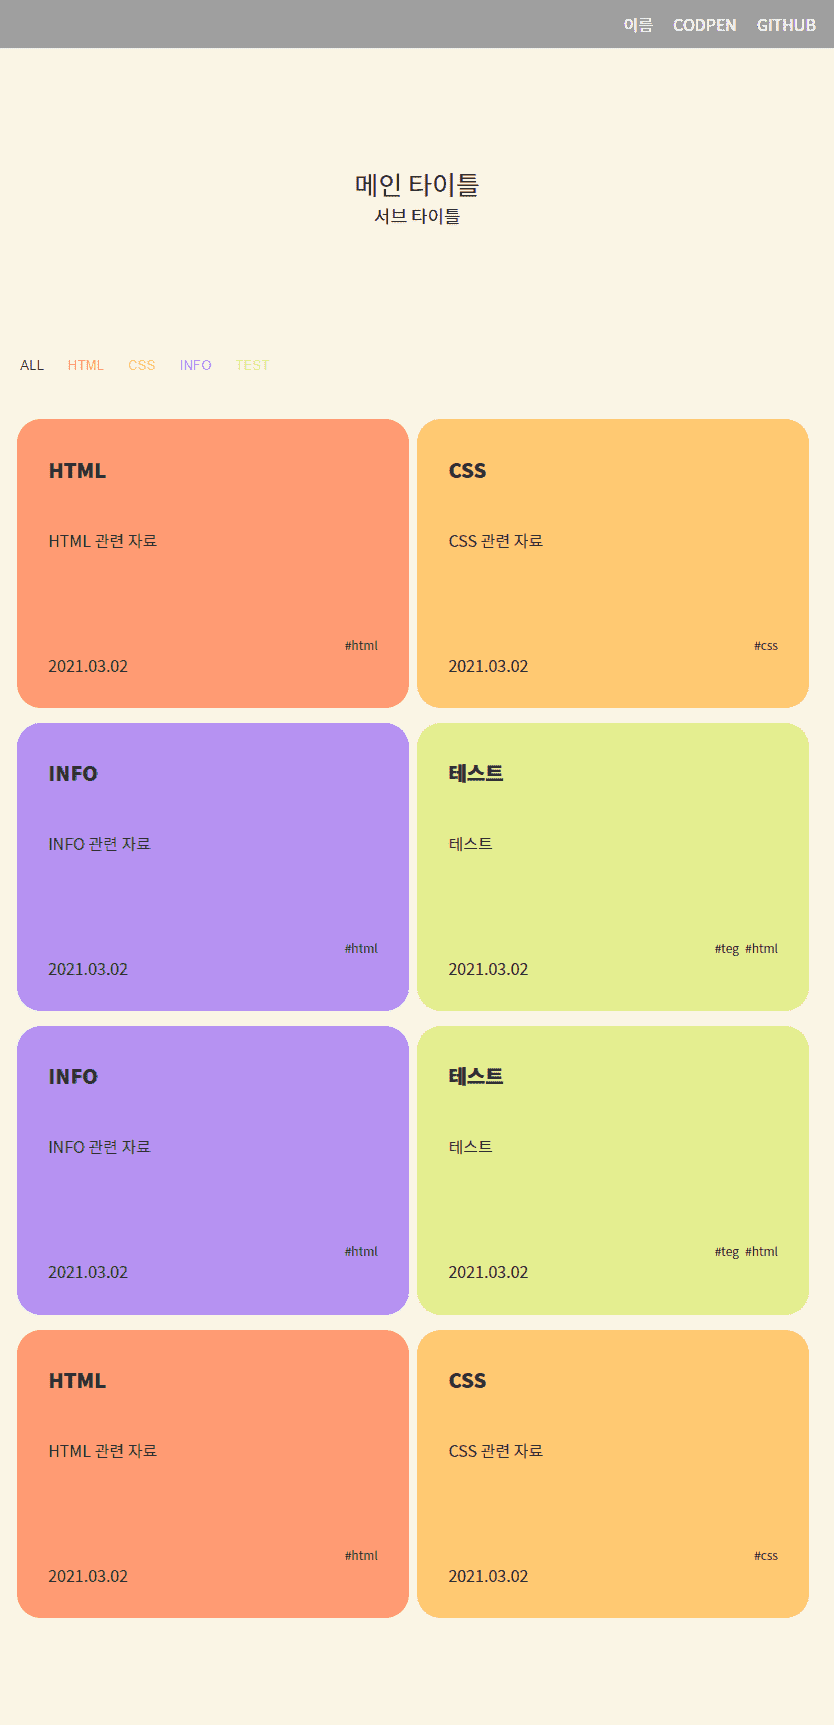 이름 CODPEN GITHUB
메인 타이틀
서브 타이틀
ALL HTML CSS INFO TEST
HTML
HTML 관련 자료
#html
2021.03.02
CSS
CSS 관련 자료
#css
2021.03.02
INFO
INFO 관련 자료
#html
2021.03.02
테스트
테스트
#teg #html
2021.03.02
INFO
INFO 관련 자료
#html
2021.03.02
테스트
테스트
#teg #html
2021.03.02
HTML
HTML 관련 자료
#html
2021.03.02
CSS
CSS 관련 자료
#css
2021.03.02